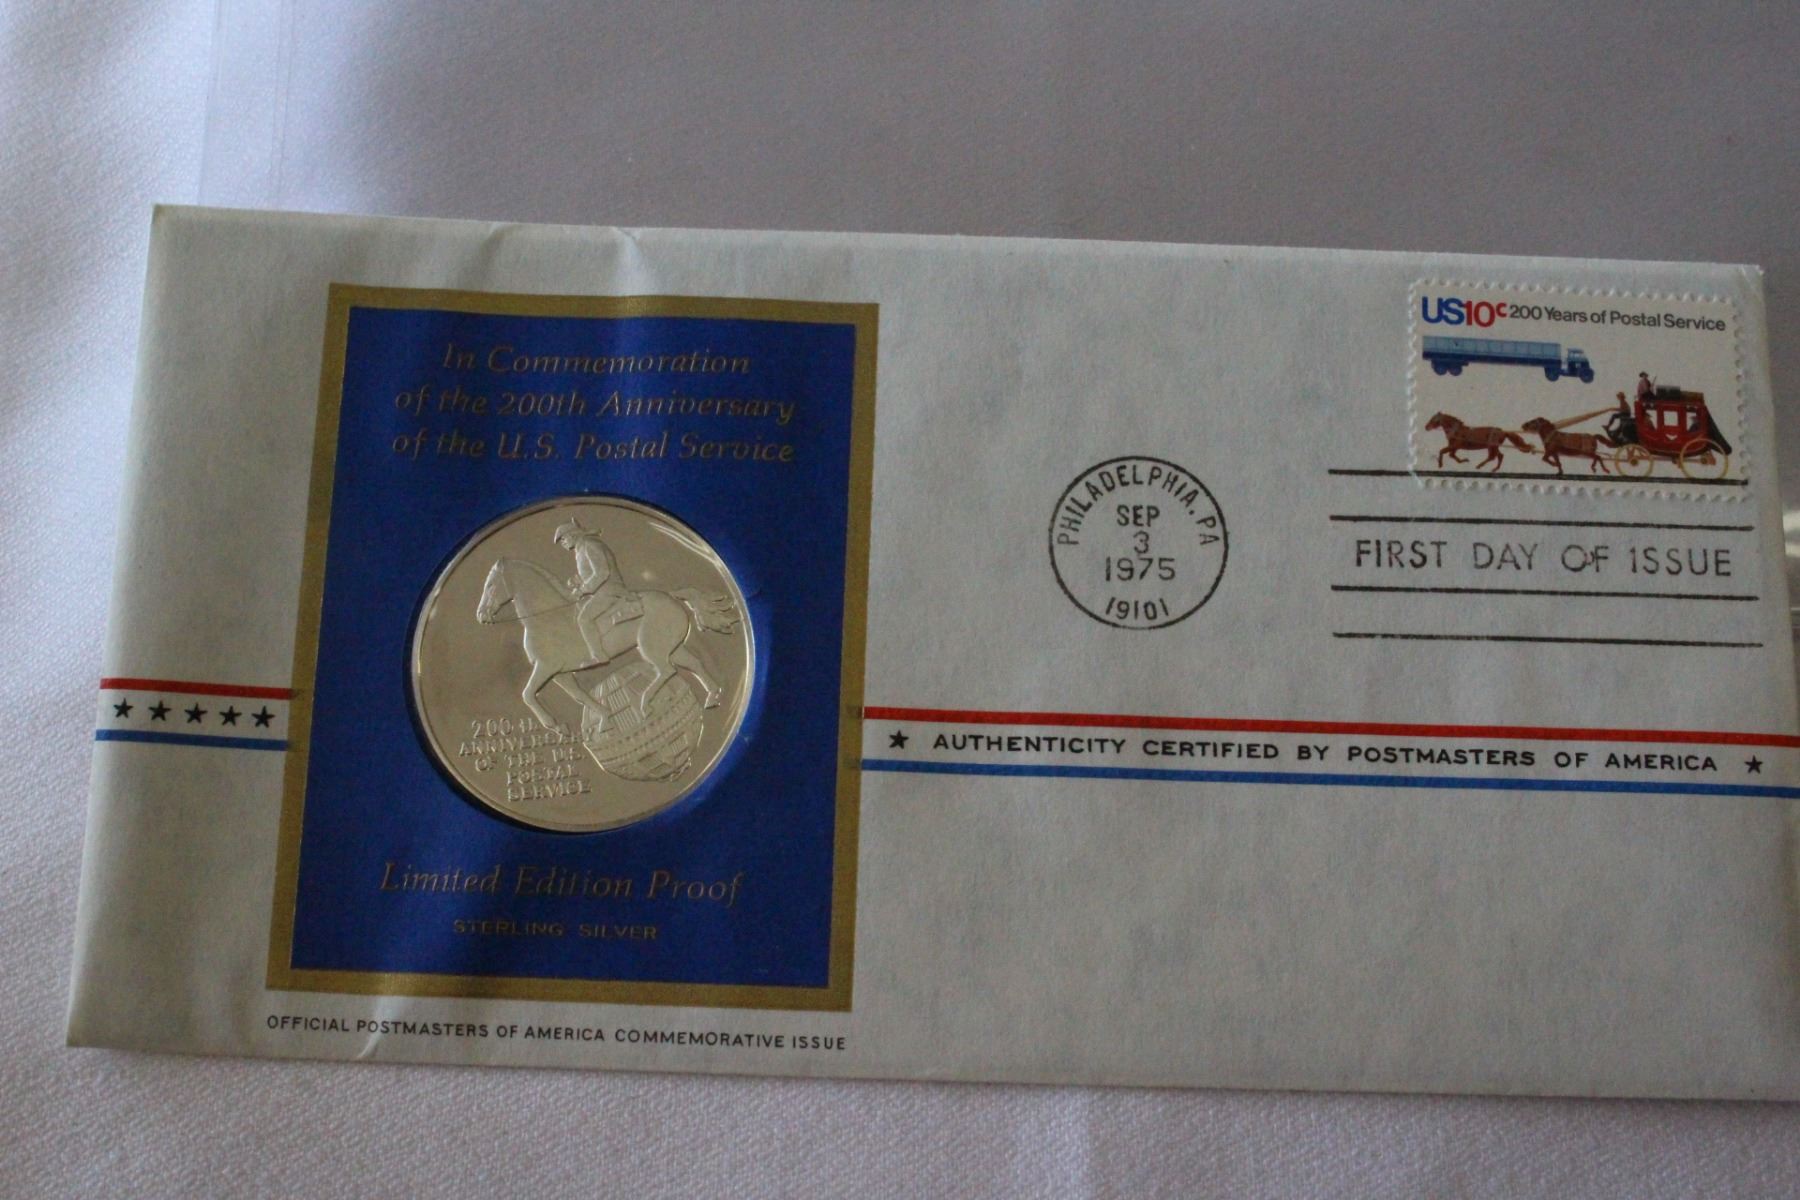 In Commemoration
of the 200th Anniversary
of the U.S. Postal Service
200th
ANNIVERSARY
OF THE U.S.
POSTAL
SERVICE
Limited Edition Proof
STERLING SILVER
OFFICIAL POSTMASTERS OF AMERICA COMMEMORATIVE ISSUE
US10c 200 Years of Postal Service
PHILADELPHIA, PA
SEP
3
1975
19101
FIRST DAY OF ISSUE
★ AUTHENTICITY CERTIFIED BY POSTMASTERS OF AMERICA ★